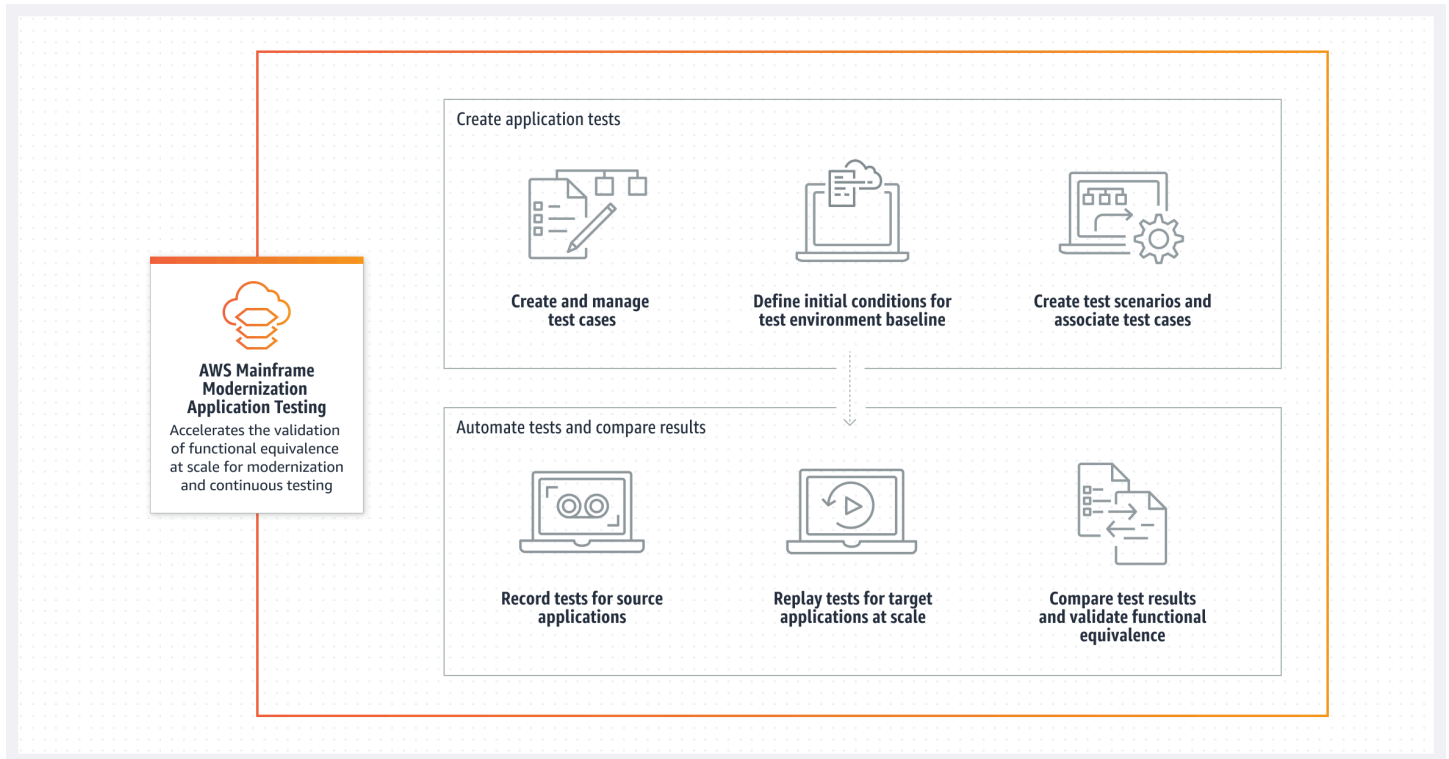 AWS Mainframe
Modernization
Application Testing
Accelerates the validation
of functional equivalence
at scale for modernization
and continuous testing
Create application tests
Create and manage
test cases
Define initial conditions for
test environment baseline
Create test scenarios and
associate test cases
Automate tests and compare results
Record tests for source
applications
Replay tests for target
applications at scale
Compare test results
and validate functional
equivalence